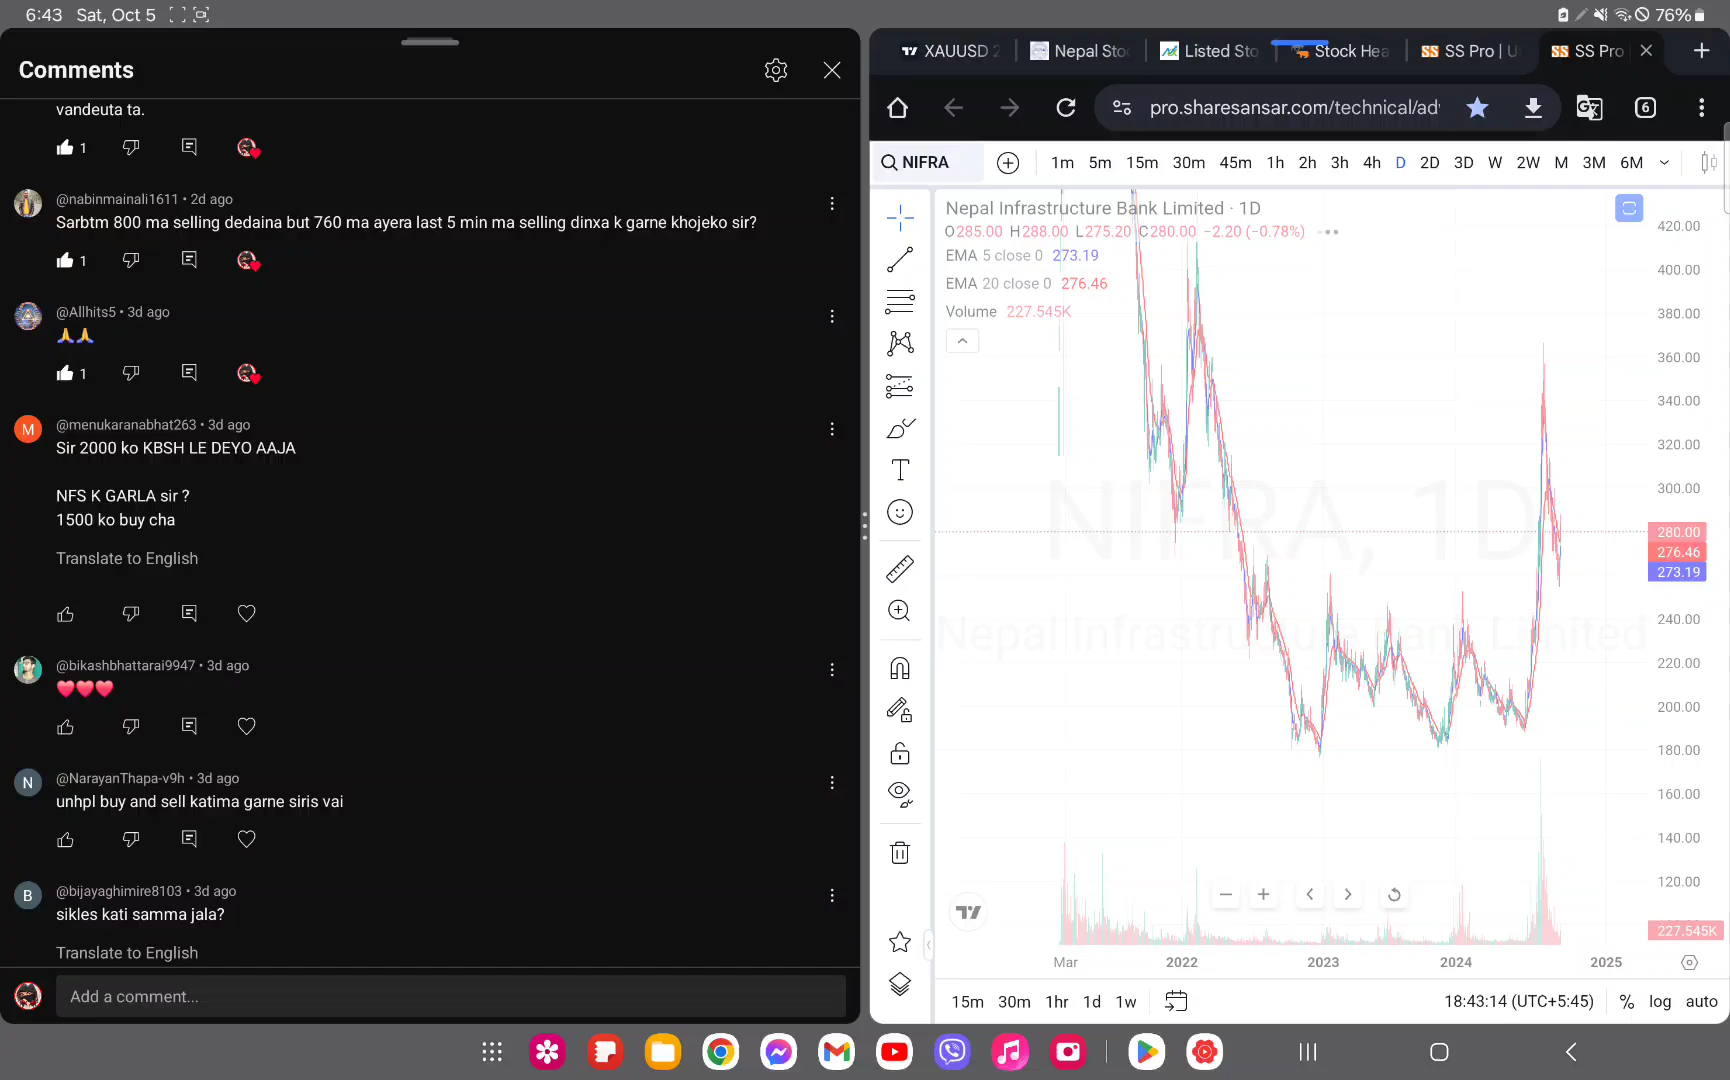 6:43 Sat, Oct 5
76%
Comments
vandeuta ta.
1
@nabinmainali1611 • 2d ago
Sarbtm 800 ma selling dedaina but 760 ma ayera last 5 min ma selling dinxa k garne khojeko sir?
1
@Allhits5 • 3d ago
1
M
@menukaranabhat263 • 3d ago
Sir 2000 ko KBSH LE DEYO AAJA
NFS K GARLA sir ?
1500 ko buy cha
Translate to English
@bikashbhattarai9947 • 3d ago
N
@NarayanThapa-v9h • 3d ago
unhpl buy and sell katima garne siris vai
B
@bijayaghimire8103 • 3d ago
sikles kati samma jala?
Translate to English
Add a comment...
XAUUSD 2
Nepal Sto
Listed Sto
Stock Hea
SS Pro | U
SS Pro
pro.sharesansar.com/technical/ad
6
NIFRA
1m 5m 15m 30m 45m 1h 2h 3h 4h D 2D 3D W 2W M 3M 6M
Nepal Infrastructure Bank Limited · 1D
O285.00 H288.00 L275.20 C280.00 −2.20 (−0.78%)
EMA 5 close 0 273.19
EMA 20 close 0 276.46
Volume 227.545K
NIFRA, 1D
Nepal Infrastructure Bank Limited
420.00
400.00
380.00
360.00
340.00
320.00
300.00
280.00
276.46
273.19
240.00
220.00
200.00
180.00
160.00
140.00
120.00
227.545K
Mar 2022 2023 2024 2025
15m 30m 1hr 1d 1w
18:43:14 (UTC+5:45) % log auto